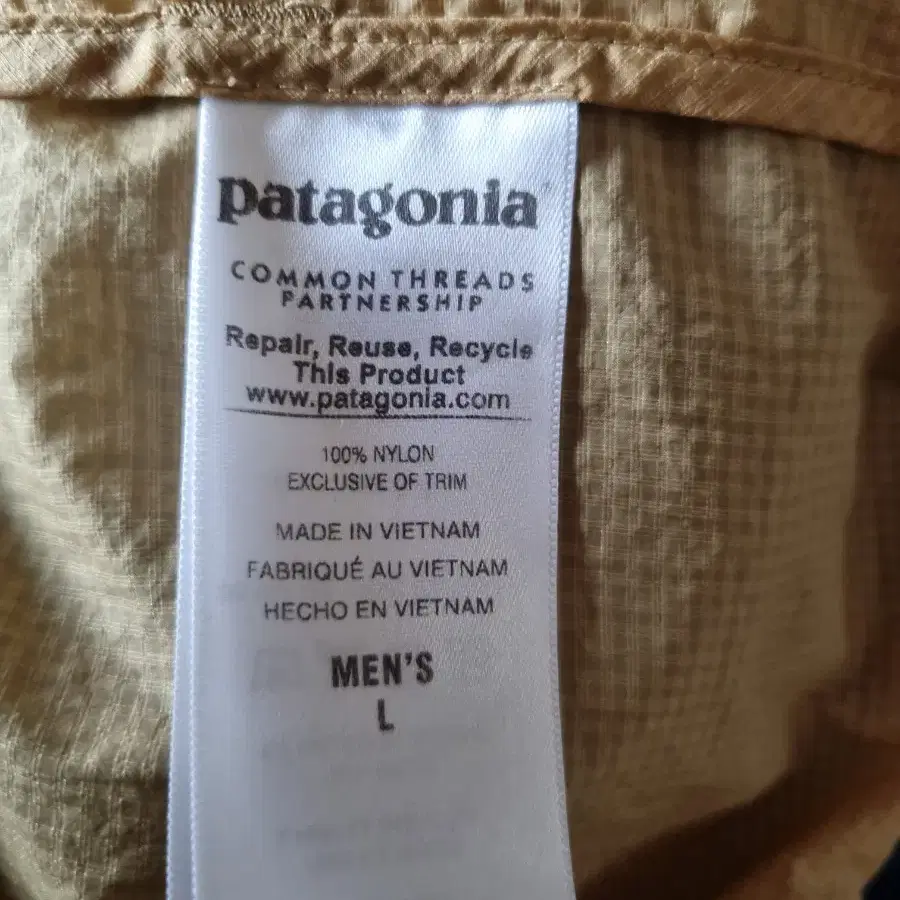 patagonia
COMMON THREADS
PARTNERSHIP
Repair, Reuse, Recycle
This Product
www.patagonia.com
100% NYLON
EXCLUSIVE OF TRIM
MADE IN VIETNAM
FABRIQUÉ AU VIETNAM
HECHO EN VIETNAM
MEN'S
L